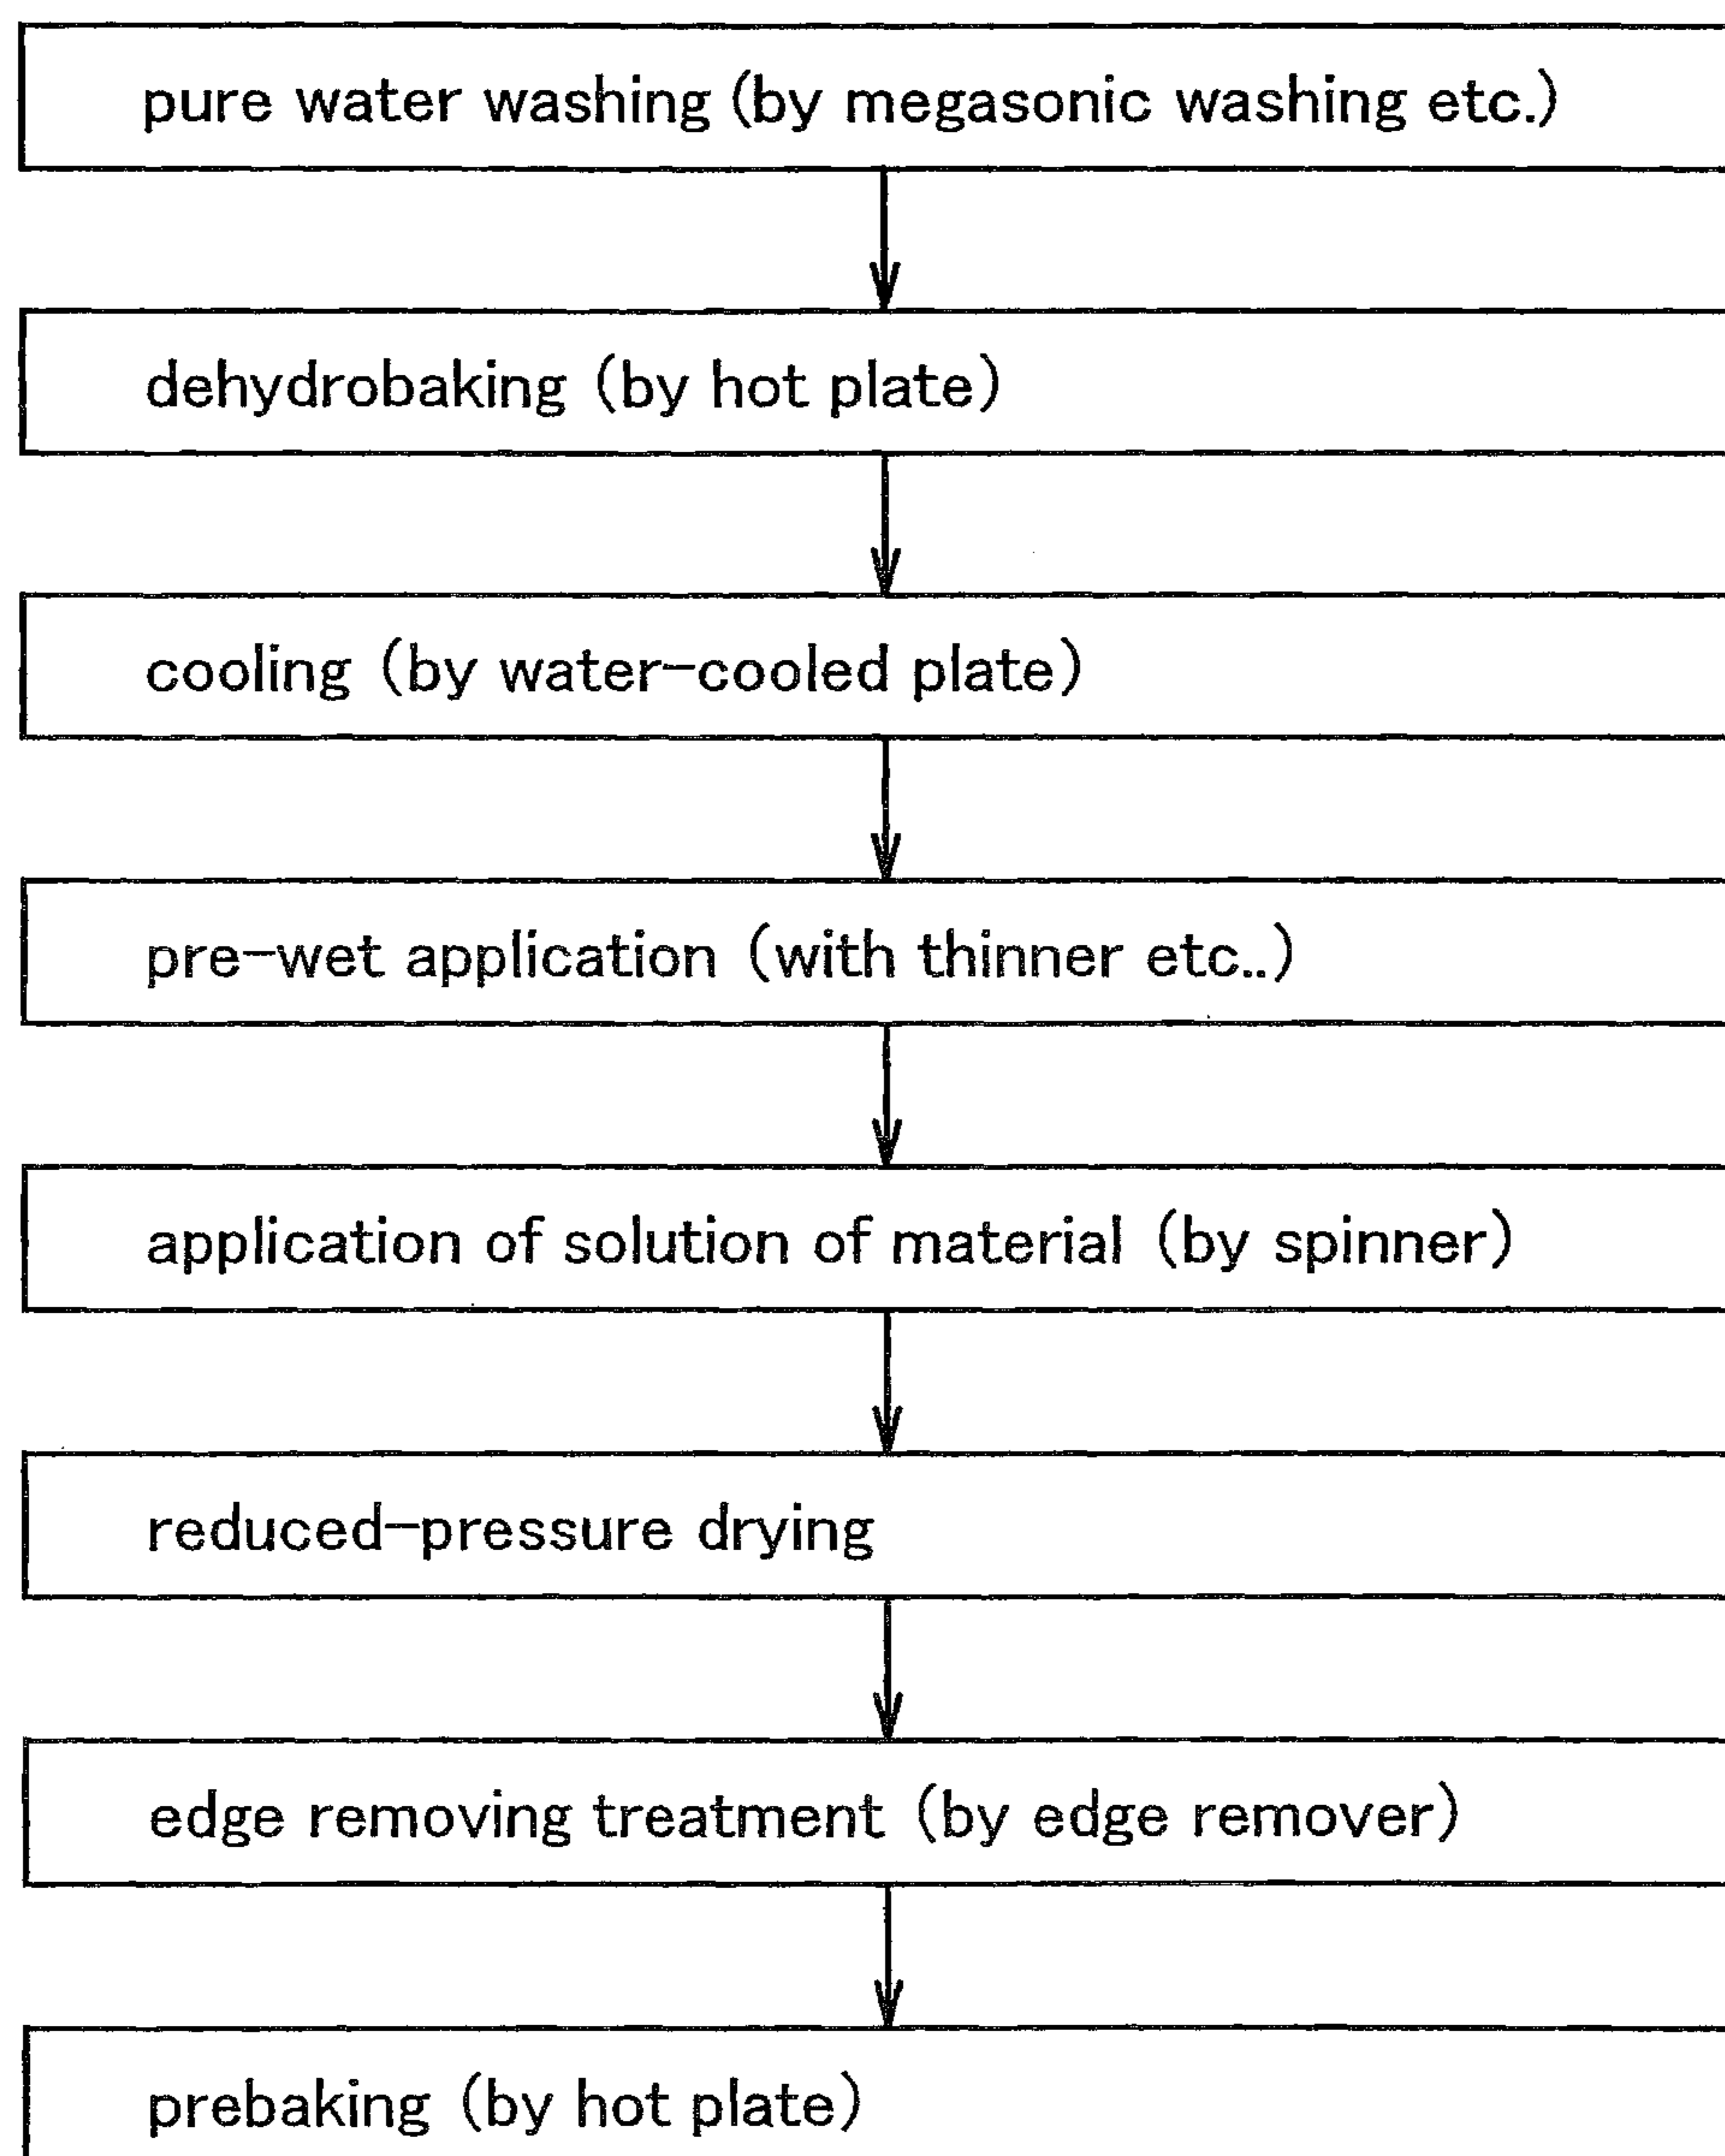 pure water washing (by megasonic washing etc.)
dehydrobaking (by hot plate)
cooling (by water-cooled plate)
pre-wet application (with thinner etc..)
application of solution of material (by spinner)
reduced-pressure drying
edge removing treatment (by edge remover)
prebaking (by hot plate)